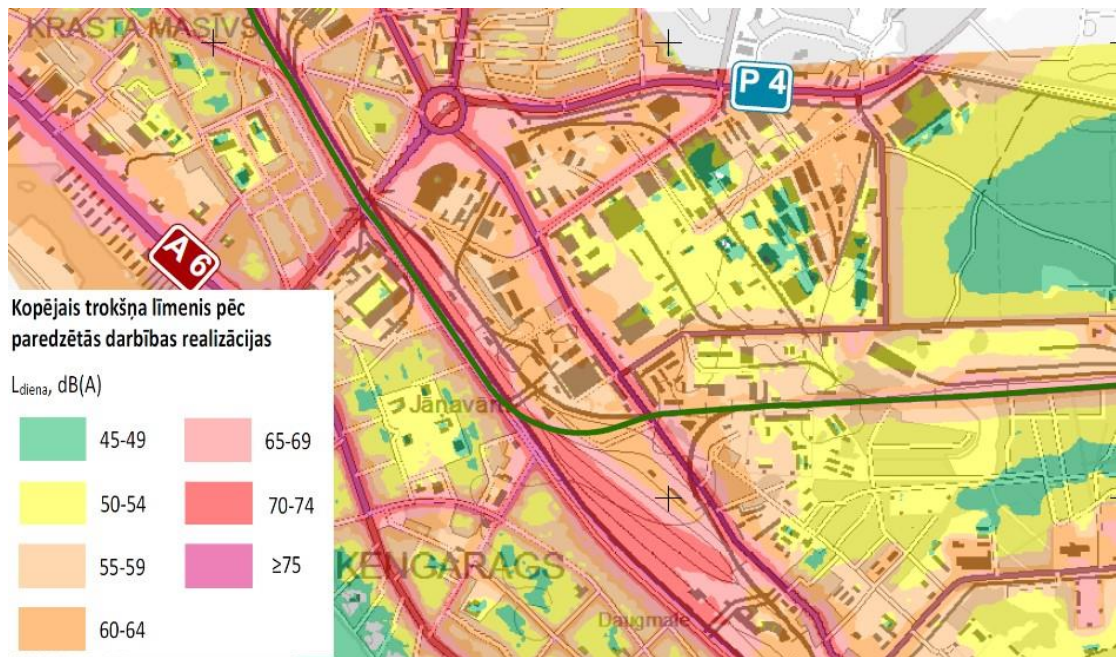 KRASTA MASĪVS
P 4
A 6
Kopējais trokšņa līmenis pēc
paredzētās darbības realizācijas
Ldiena, dB(A)
45-49
65-69
50-54
70-74
55-59
≥75
60-64
Jāņavārti
ĶENGARAGS
Daugmale